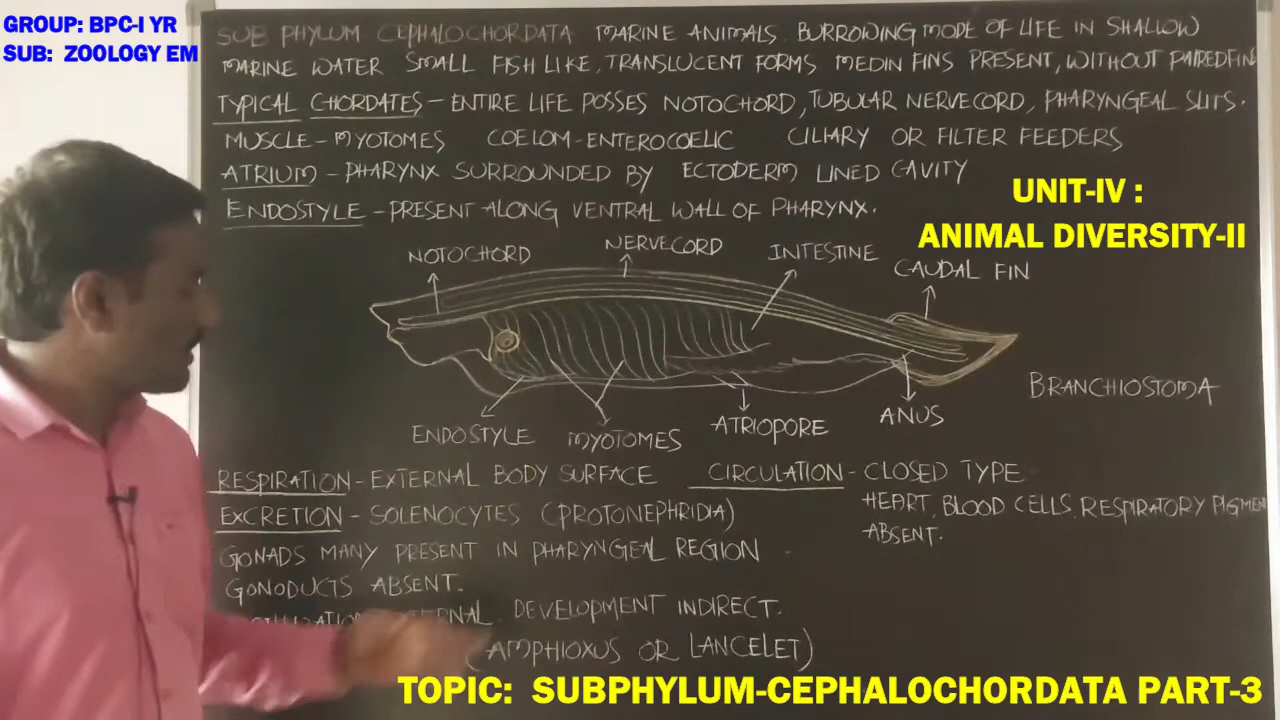 GROUP: BPC-I YR
SUB: ZOOLOGY EM
SUB PHYLUM CEPHALOCHORDATA MARINE ANIMALS BURROWING MODE OF LIFE IN SHALLOW
MARINE WATER SMALL FISH LIKE, TRANSLUCENT FORMS MEDIN FINS PRESENT, WITHOUT PAIREDFIN
TYPICAL CHORDATES - ENTIRE LIFE POSSES NOTOCHORD, TUBULAR NERVECORD, PHARYNGEAL SLITS.
MUSCLE - MYOTOMES COELOM - ENTEROCOELIC CILIARY OR FILTER FEEDERS
ATRIUM - PHARYNX SURROUNDED BY ECTODERM LINED CAVITY
ENDOSTYLE - PRESENT ALONG VENTRAL WALL OF PHARYNX.
UNIT-IV :
ANIMAL DIVERSITY-II
NOTOCHORD NERVECORD INTESTINE CAUDAL FIN
BRANCHIOSTOMA
ENDOSTYLE MYOTOMES ATRIOPORE ANUS
RESPIRATION - EXTERNAL BODY SURFACE CIRCULATION - CLOSED TYPE
HEART, BLOOD CELLS, RESPIRATORY PIGMEN
ABSENT.
EXCRETION - SOLENOCYTES (PROTONEPHRIDIA)
GONADS MANY PRESENT IN PHARYNGEAL REGION
GONODUCTS ABSENT.
DEVELOPMENT INDIRECT.
(AMPHIOXUS OR LANCELET)
TOPIC: SUBPHYLUM-CEPHALOCHORDATA PART-3